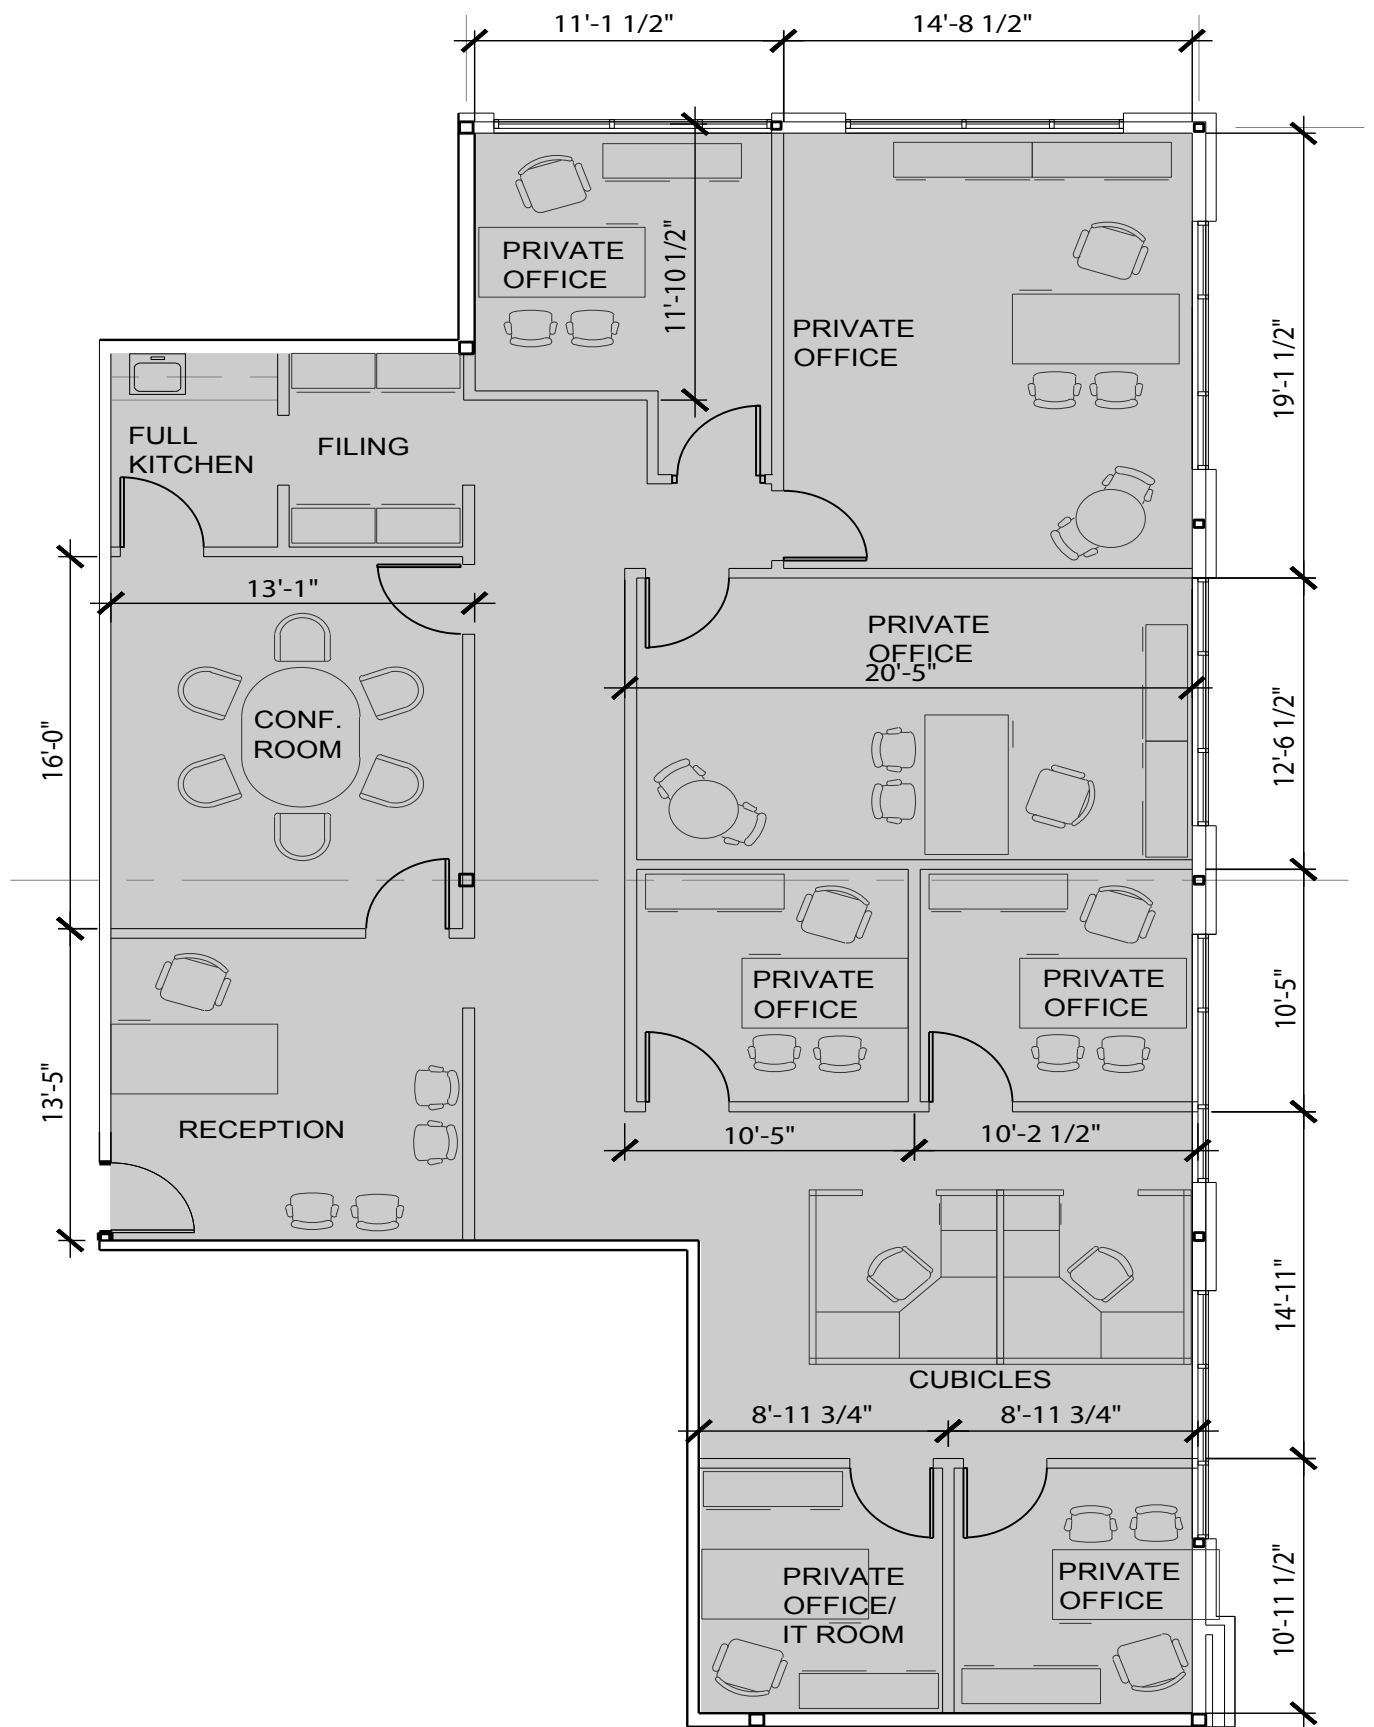 11'-1 1/2"
14'-8 1/2"
PRIVATE
OFFICE
11'-10 1/2"
PRIVATE
OFFICE
19'-1 1/2"
FULL
KITCHEN
FILING
13'-1"
PRIVATE
OFFICE
20'-5"
CONF.
ROOM
16'-0"
12'-6 1/2"
PRIVATE
OFFICE
PRIVATE
OFFICE
10'-5"
13'-5"
RECEPTION
10'-5"
10'-2 1/2"
14'-11"
CUBICLES
8'-11 3/4"
8'-11 3/4"
PRIVATE
OFFICE/
IT ROOM
PRIVATE
OFFICE
10'-11 1/2"